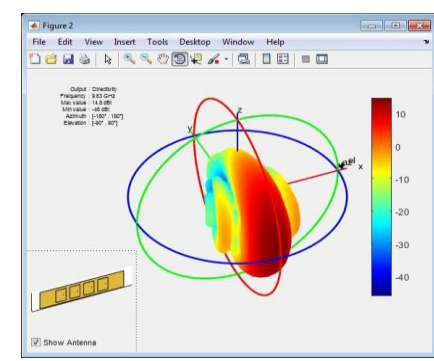 Figure 2
File Edit View Insert Tools Desktop Window Help
Output : Directivity
Frequency : 9.63 GHz
Max value : 14.8 dBi
Min value : -46 dBi
Azimuth : [-180° , 180°]
Elevation : [-90° , 90°]
z
y
az el
x
10
0
-10
-20
-30
-40
Show Antenna